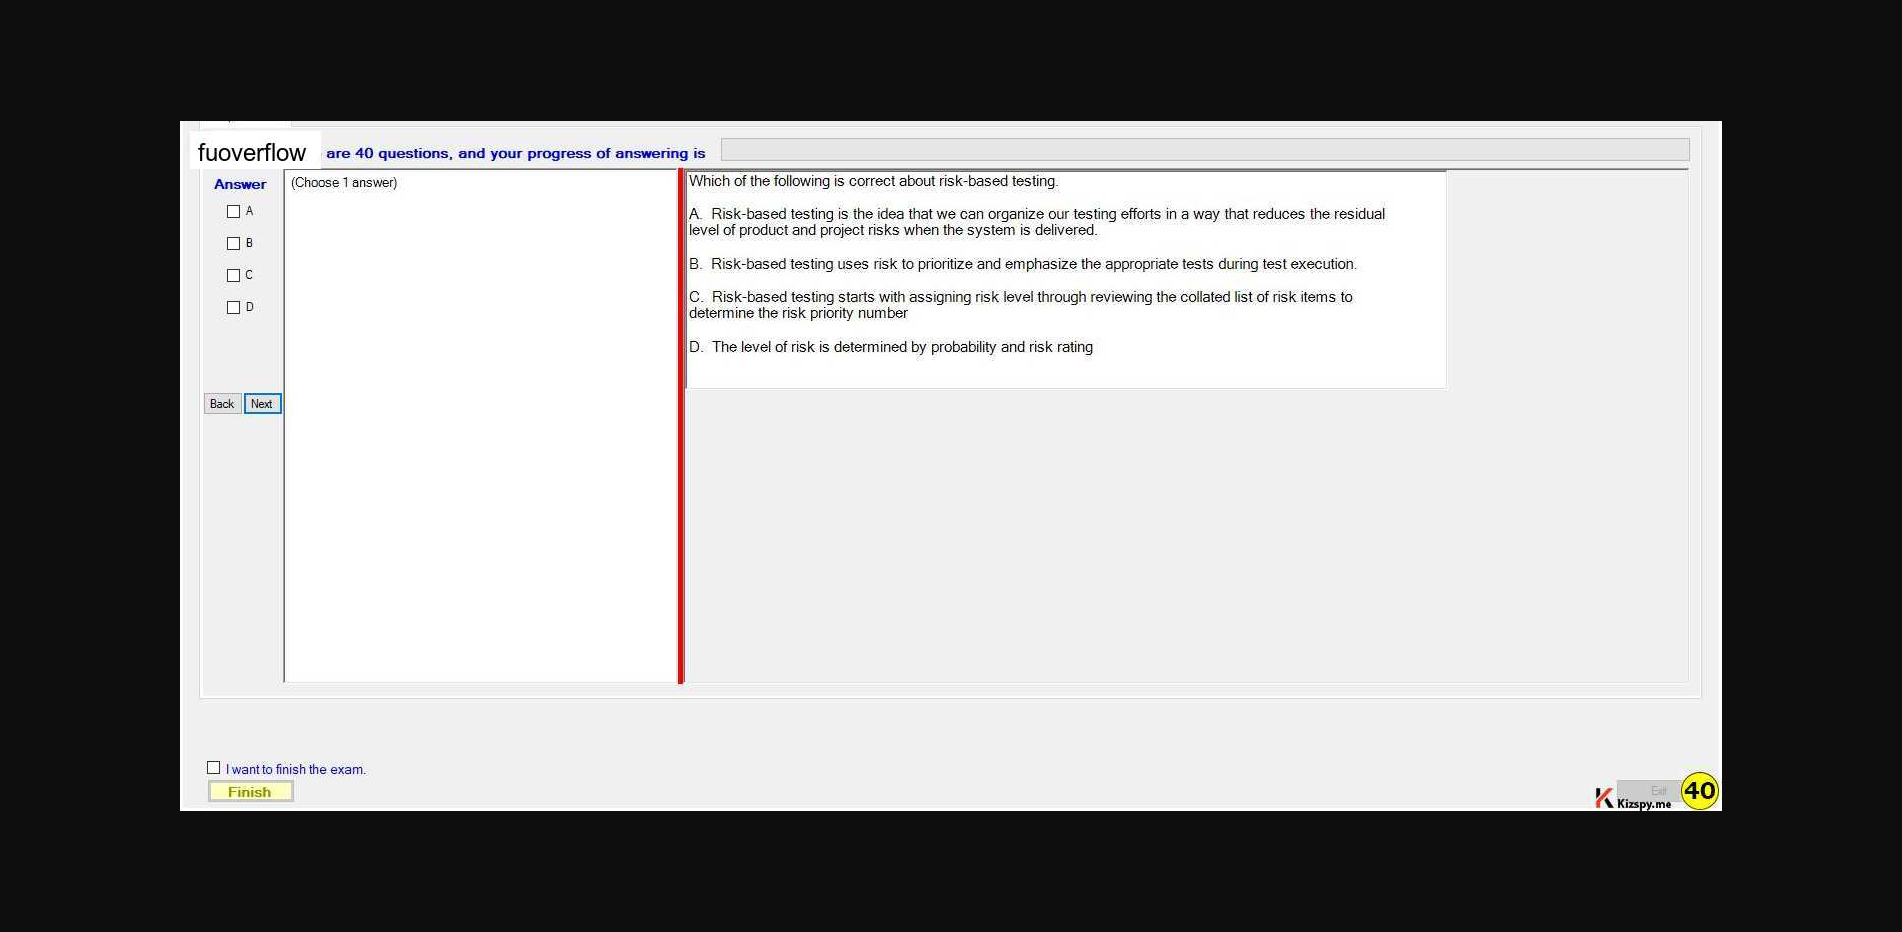 fuoverflow are 40 questions, and your progress of answering is
Answer
A
B
C
D
Back Next
(Choose 1 answer)
Which of the following is correct about risk-based testing.
A. Risk-based testing is the idea that we can organize our testing efforts in a way that reduces the residual
level of product and project risks when the system is delivered.
B. Risk-based testing uses risk to prioritize and emphasize the appropriate tests during test execution.
C. Risk-based testing starts with assigning risk level through reviewing the collated list of risk items to
determine the risk priority number
D. The level of risk is determined by probability and risk rating
I want to finish the exam.
Finish
Exit
Kizspy.me
40